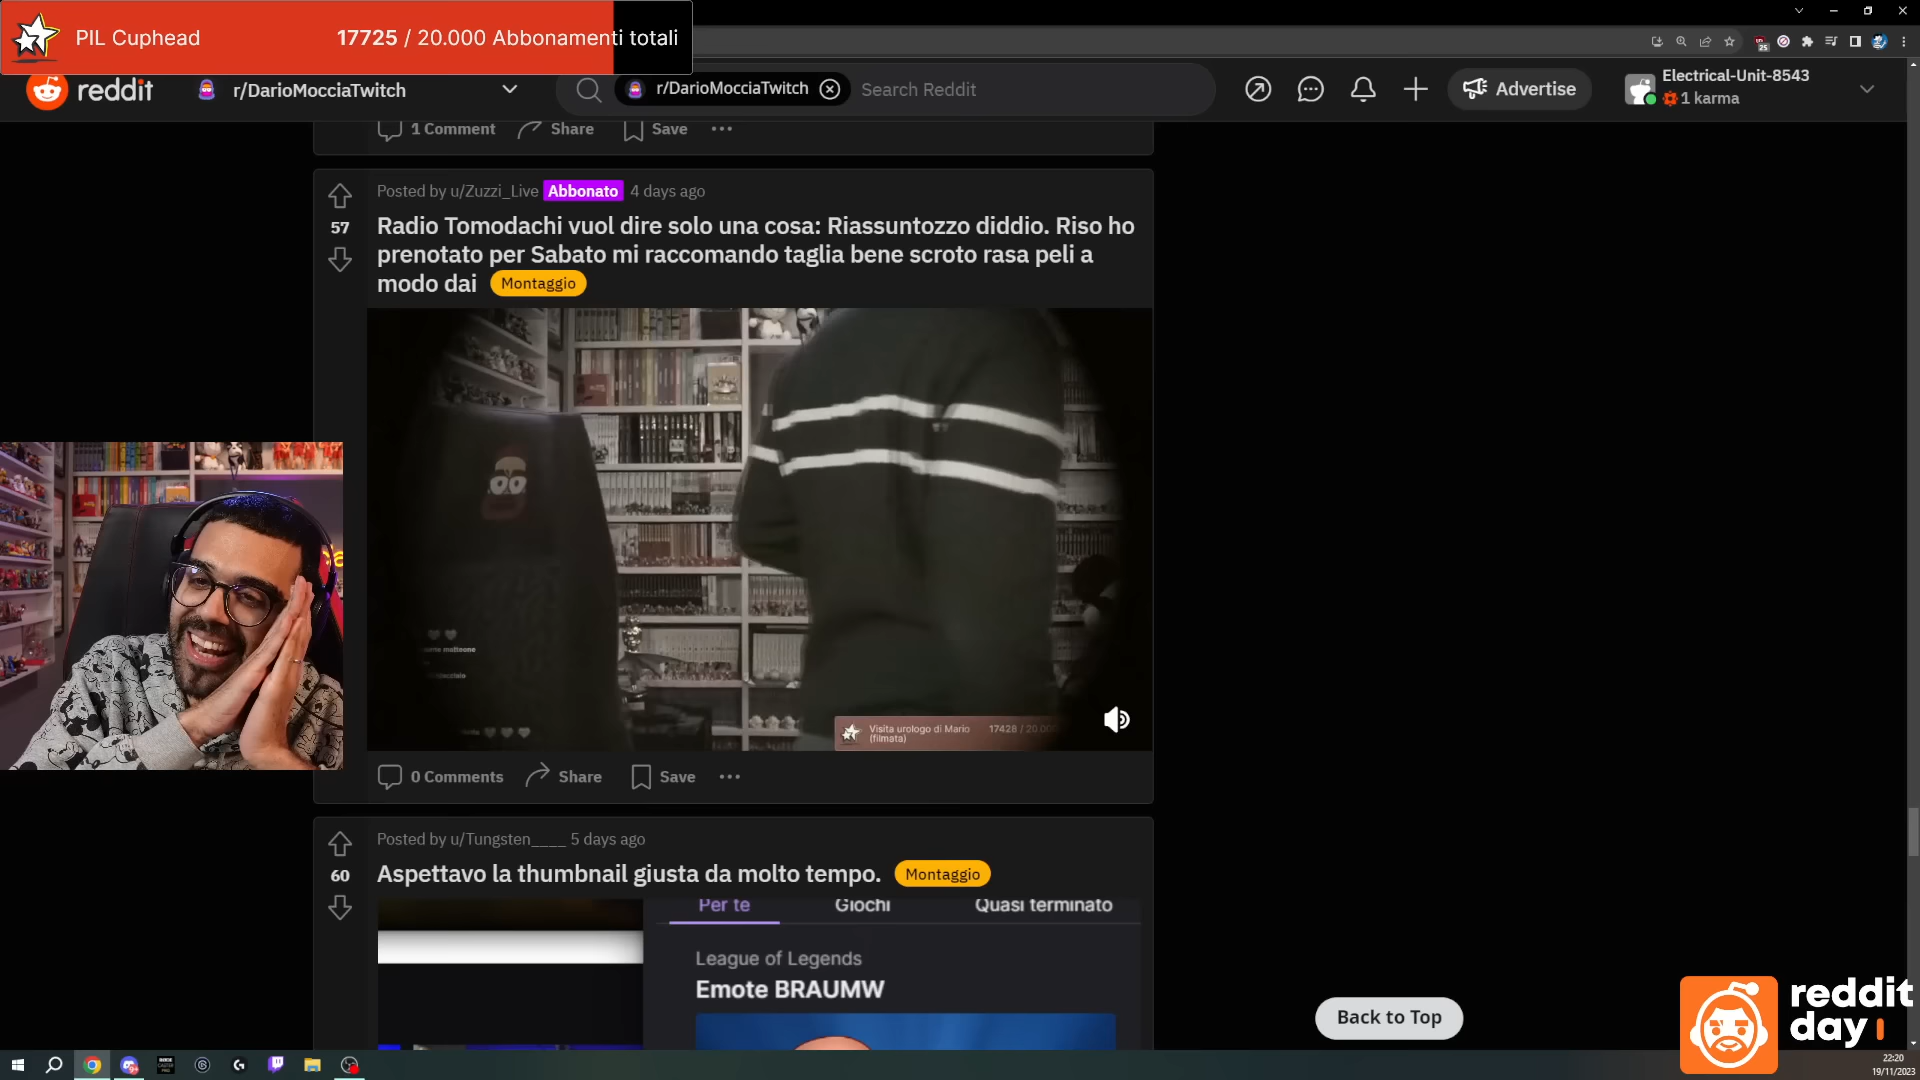 PIL Cuphead 17725 / 20.000 Abbonamenti totali
reddit r/DarioMocciaTwitch r/DarioMocciaTwitch Search Reddit Advertise Electrical-Unit-8543
1 karma
1 Comment Share Save
Posted by u/Zuzzi_Live Abbonato 4 days ago
57
Radio Tomodachi vuol dire solo una cosa: Riassuntozzo diddio. Riso ho
prenotato per Sabato mi raccomando taglia bene scroto rasa peli a
modo dai Montaggio
Visita urologo di Mario 17428 / 20.000
(filmata)
0 Comments Share Save
Posted by u/Tungsten____ 5 days ago
60
Aspettavo la thumbnail giusta da molto tempo. Montaggio
Per te Giochi Quasi terminato
League of Legends
Emote BRAUMW
Back to Top
reddit
day
22:20
19/11/2023